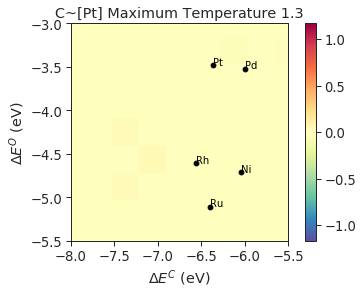 C~[Pt] Maximum Temperature 1.3
−3.0
−3.5
−4.0
−4.5
−5.0
−5.5
ΔE^O (eV)
Pt
Pd
Rh
Ni
Ru
−8.0 −7.5 −7.0 −6.5 −6.0 −5.5
ΔE^C (eV)
1.0
0.5
0.0
−0.5
−1.0